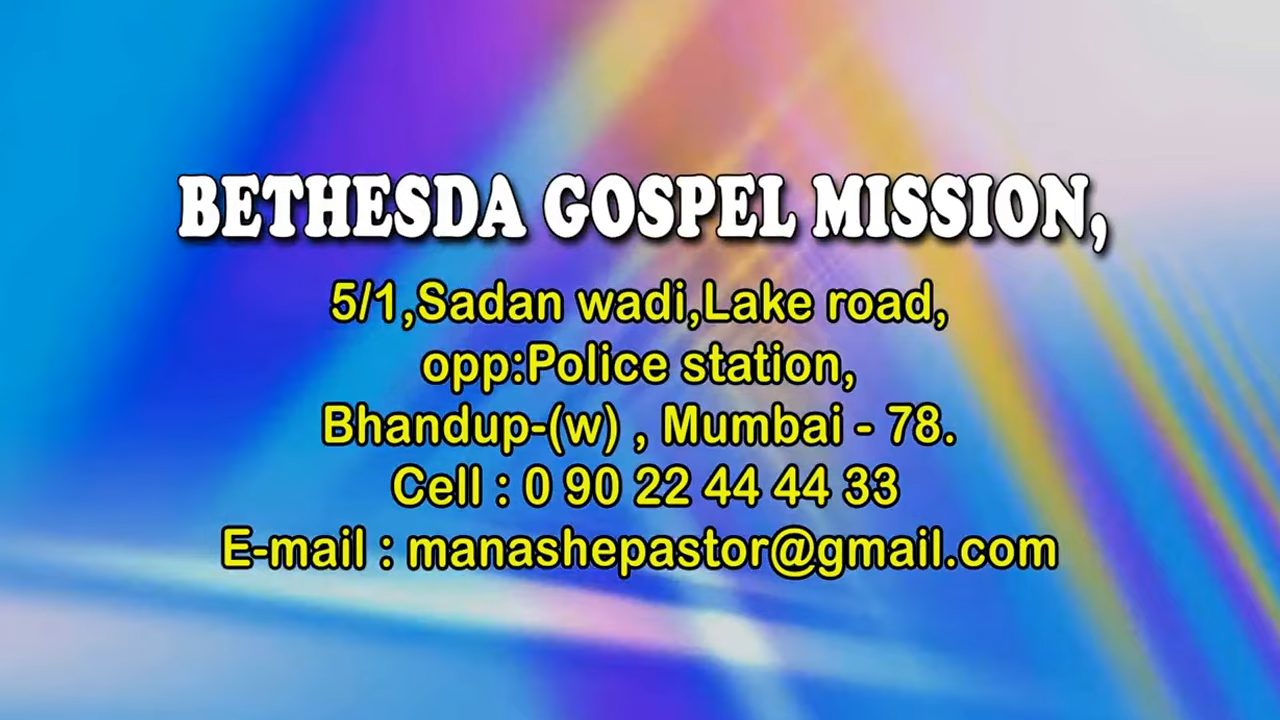 BETHESDA GOSPEL MISSION,
5/1,Sadan wadi,Lake road,
opp:Police station,
Bhandup-(w) , Mumbai - 78.
Cell : 0 90 22 44 44 33
E-mail : manashepastor@gmail.com